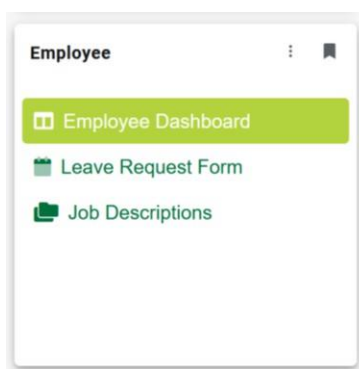 Employee
Employee Dashboard
Leave Request Form
Job Descriptions